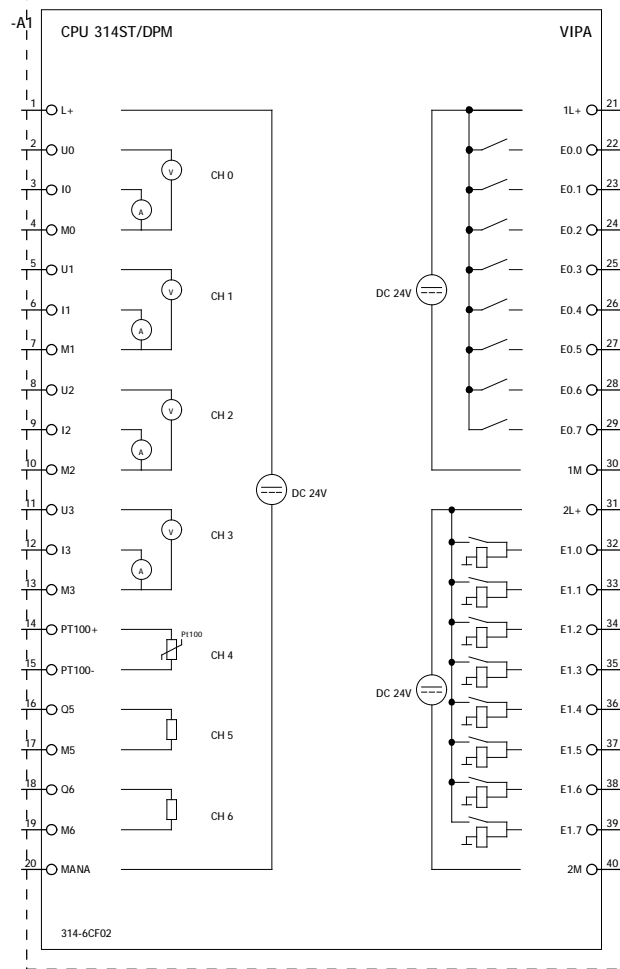 -A1
CPU 314ST/DPM VIPA
1 L+
2 U0
3 I0
4 M0
V
A
CH 0
5 U1
6 I1
7 M1
V
A
CH 1
8 U2
9 I2
10 M2
V
A
CH 2
11 U3
12 I3
13 M3
V
A
CH 3
14 PT100+
15 PT100-
Pt100
CH 4
16 Q5
17 M5
CH 5
18 Q6
19 M6
CH 6
20 MANA
DC 24V
1L+ 21
E0.0 22
E0.1 23
E0.2 24
E0.3 25
E0.4 26
E0.5 27
E0.6 28
E0.7 29
1M 30
DC 24V
2L+ 31
E1.0 32
E1.1 33
E1.2 34
E1.3 35
E1.4 36
E1.5 37
E1.6 38
E1.7 39
2M 40
DC 24V
314-6CF02